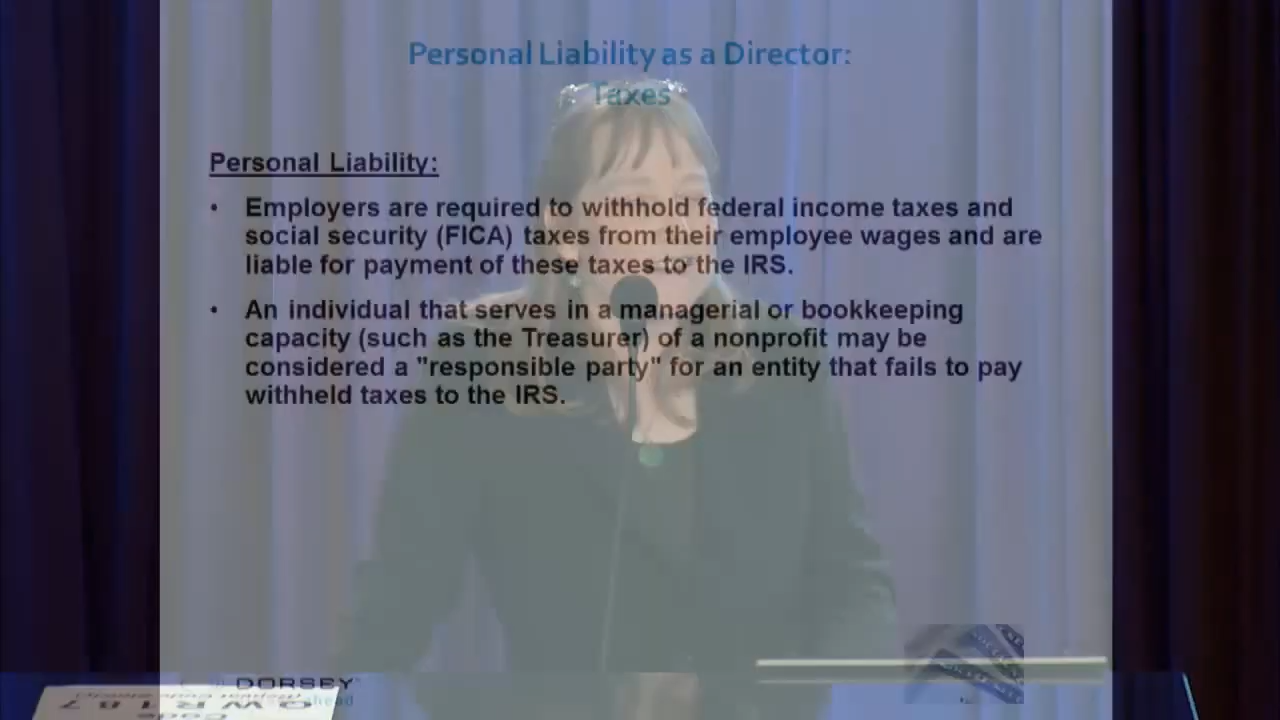 Personal Liability as a Director:
Taxes
Personal Liability:
• Employers are required to withhold federal income taxes and
social security (FICA) taxes from their employee wages and are
liable for payment of these taxes to the IRS.
• An individual that serves in a managerial or bookkeeping
capacity (such as the Treasurer) of a nonprofit may be
considered a "responsible party" for an entity that fails to pay
withheld taxes to the IRS.
DORSEY
ahead
QWR187
Code